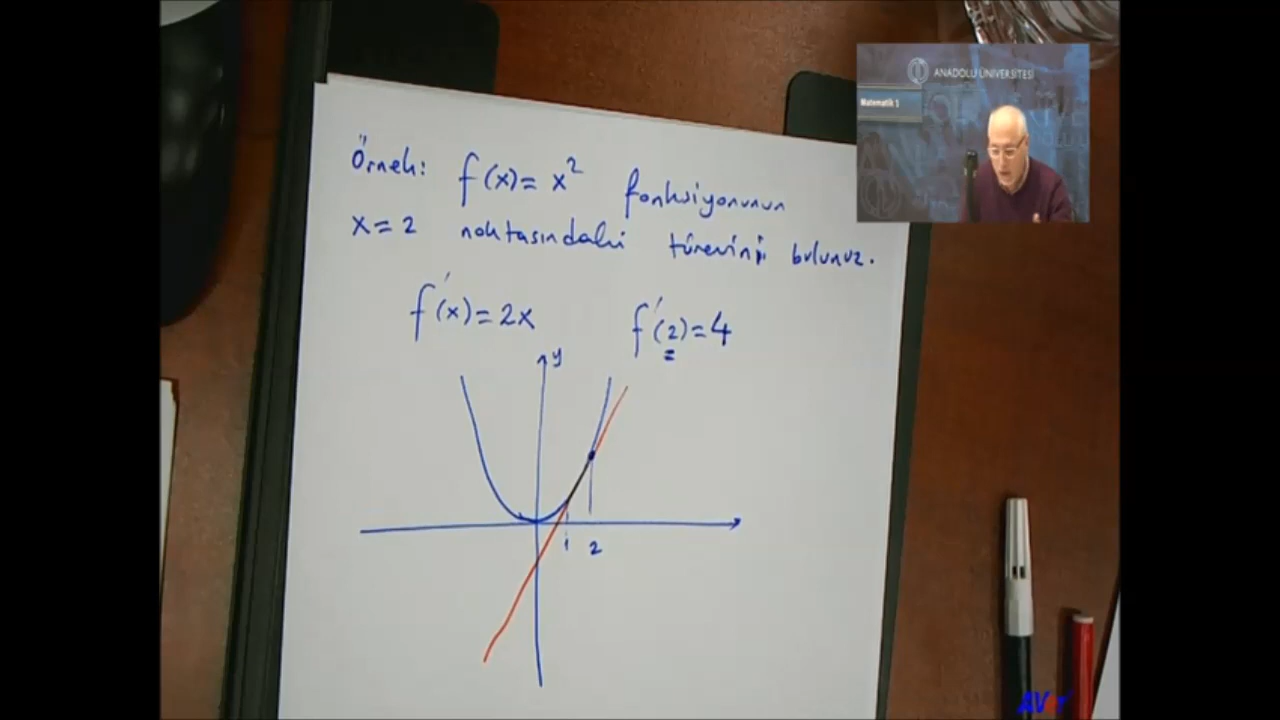 ANADOLU ÜNİVERSİTESİ
Matematik 1
Örnek: f(x)= x² fonksiyonunun
x=2 noktasındaki türevini bulunuz.
f'(x)=2x f'(2)=4
y
1 2